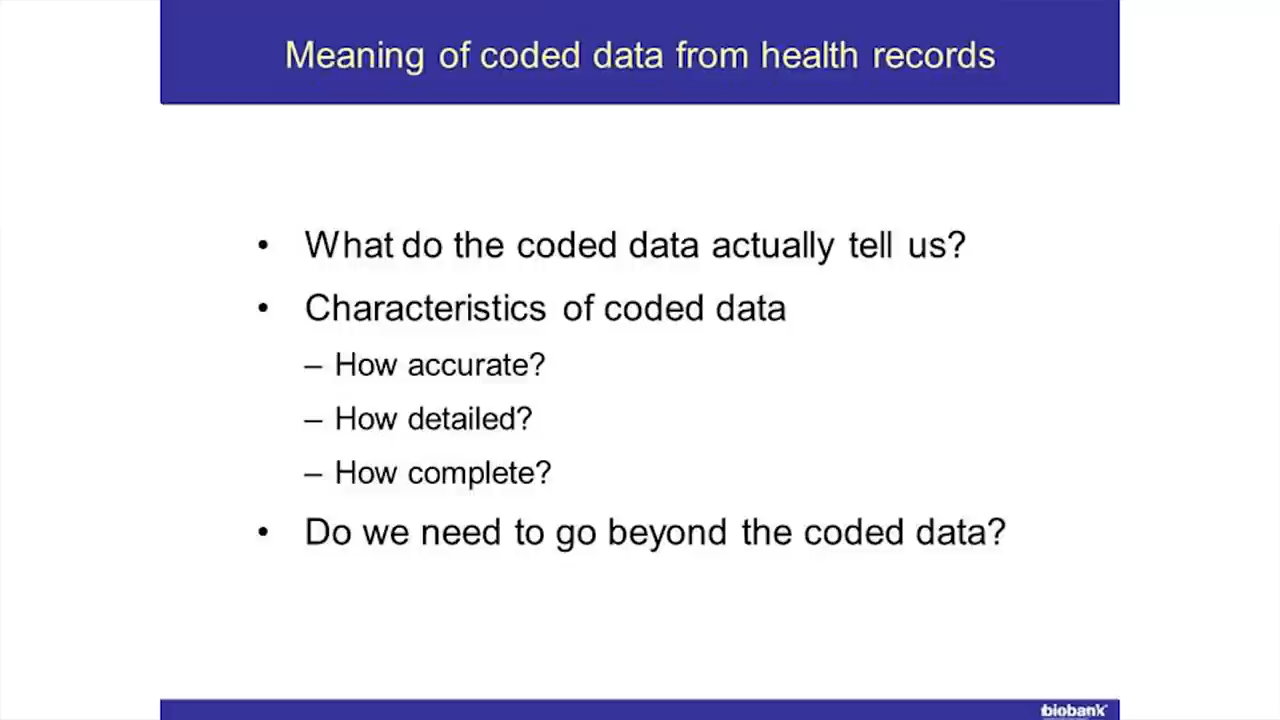 Meaning of coded data from health records
• What do the coded data actually tell us?
• Characteristics of coded data
– How accurate?
– How detailed?
– How complete?
• Do we need to go beyond the coded data?
biobank